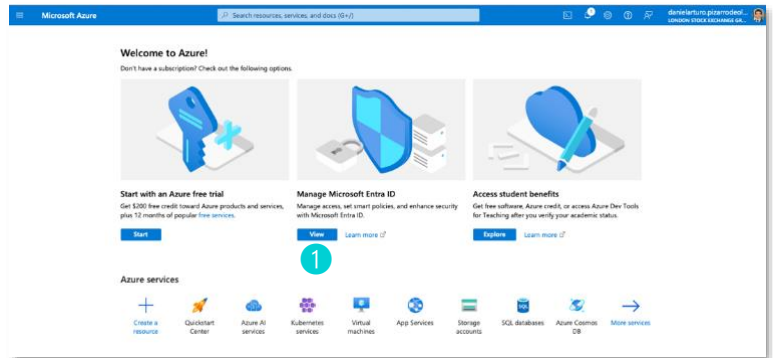 Microsoft Azure
Search resources, services, and docs (G+/)
danielarturo.pizarrodeol...
LONDON STOCK EXCHANGE GR...
Welcome to Azure!
Don't have a subscription? Check out the following options.
Start with an Azure free trial
Get $200 free credit toward Azure products and services,
plus 12 months of popular free services.
Start
Manage Microsoft Entra ID
Manage access, set smart policies, and enhance security
with Microsoft Entra ID.
View
Learn more
1
Access student benefits
Get free software, Azure credit, or access Azure Dev Tools
for Teaching after you verify your academic status.
Explore
Learn more
Azure services
Create a
resource
Quickstart
Center
Azure AI
services
Kubernetes
services
Virtual
machines
App Services
Storage
accounts
SQL databases
Azure Cosmos
DB
More services